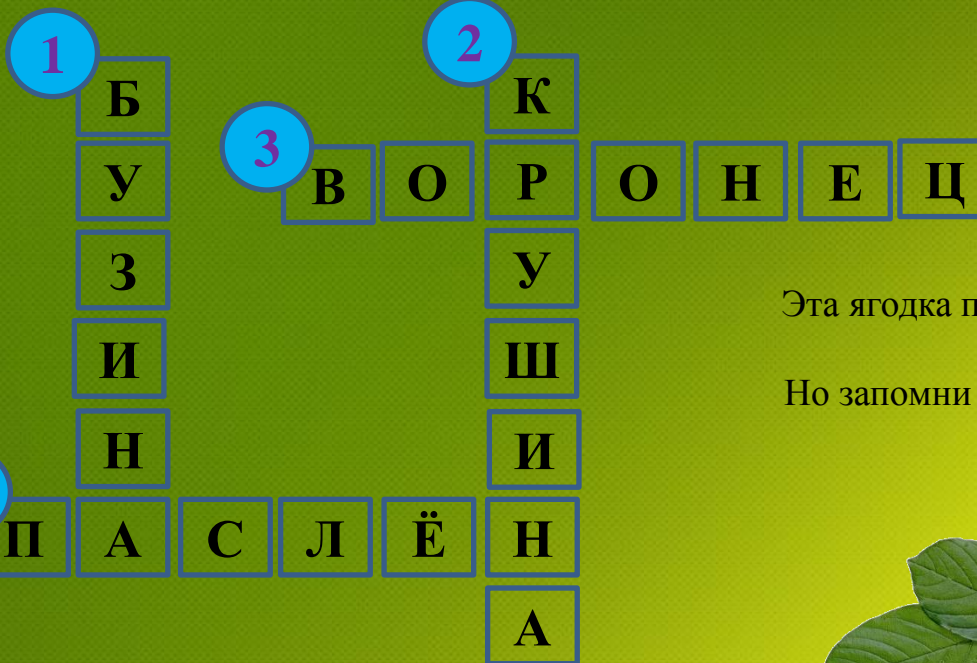 1
2
Б
К
У
3
В О Р О Н Е Ц
З
У
Эта ягодка
И
Ш
Но запомни
Н
И
П А С Л Ё Н
А